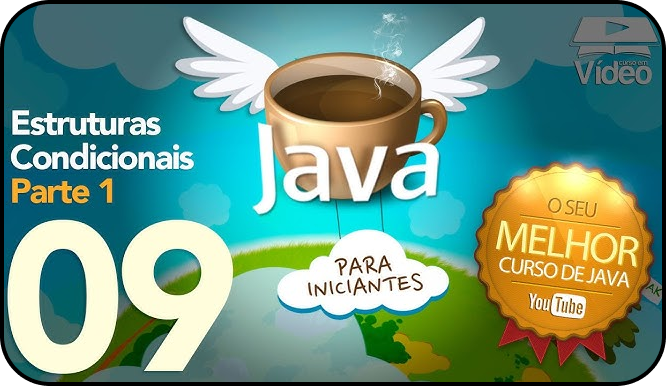 curso em
Vídeo
Estruturas
Condicionais
Parte 1
09
Java
PARA
INICIANTES
O SEU
MELHOR
CURSO DE JAVA
YouTube